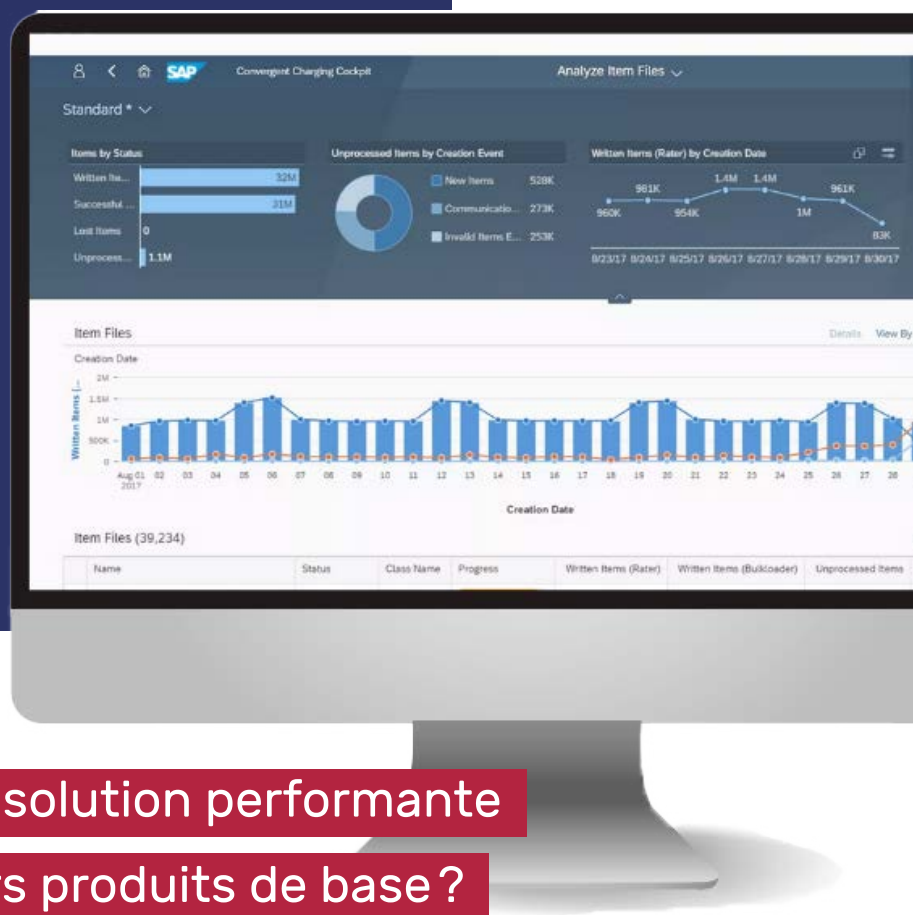 SAP Convergent Charging Cockpit Analyze Item Files
Standard *
Items by Status
Written Ite... 32M
Successful ... 31M
Lost Items 0
Unprocess... 1.1M
Unprocessed Items by Creation Event
New Items 528K
Communicatio... 273K
Invalid Items E... 253K
Written Items (Rater) by Creation Date
960K 981K 954K 1.4M 1.4M 1M 961K 83K
8/23/17 8/24/17 8/25/17 8/26/17 8/27/17 8/28/17 8/29/17 8/30/17
Item Files Details View By
Creation Date
Written Items (...
2M
1.5M
1M
500K
0
Aug 01 02 03 04 05 06 07 08 09 10 11 12 13 14 15 16 17 18 19 20 21 22 23 24 25 26 27 28
2017
Creation Date
Item Files (39,234)
Name Status Class Name Progress Written Items (Rater) Written Items (Bulkloader) Unprocessed Items
solution performante
rs produits de base ?